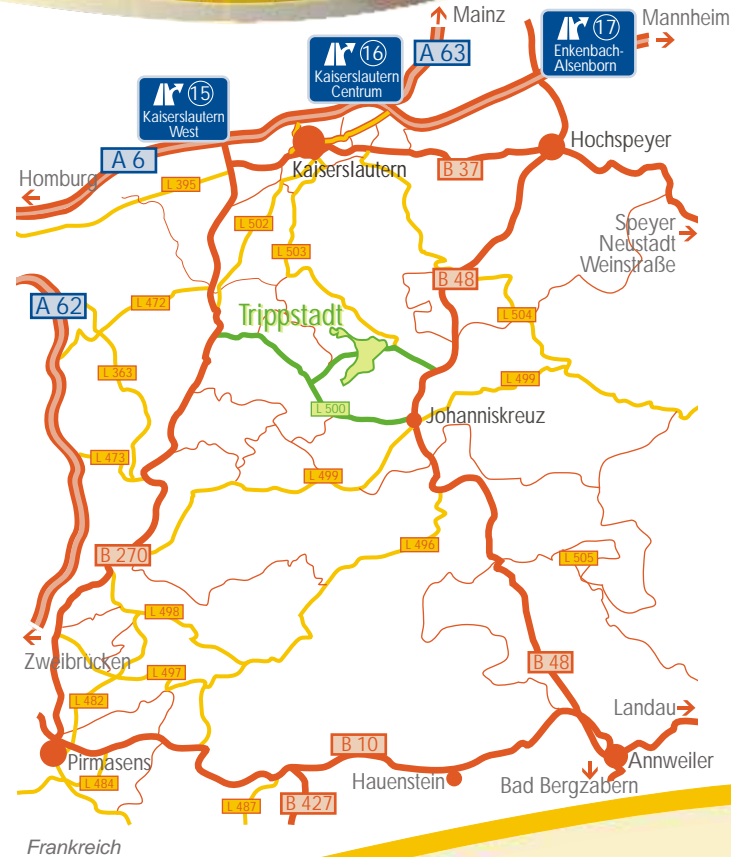 Mainz
Mannheim
17
Enkenbach-
Alsenborn
16
Kaiserslautern
Centrum
A 63
15
Kaiserslautern
West
A 6
Homburg
L 395
Kaiserslautern
B 37
Hochspeyer
L 502
L 503
Speyer
Neustadt
Weinstraße
B 48
A 62
L 472
Trippstadt
L 504
L 363
L 499
L 500
Johanniskreuz
L 473
L 499
B 270
L 496
L 505
L 498
Zweibrücken
L 497
B 48
L 482
Landau
B 10
Pirmasens
Annweiler
L 484
Hauenstein
Bad Bergzabern
L 487
B 427
Frankreich